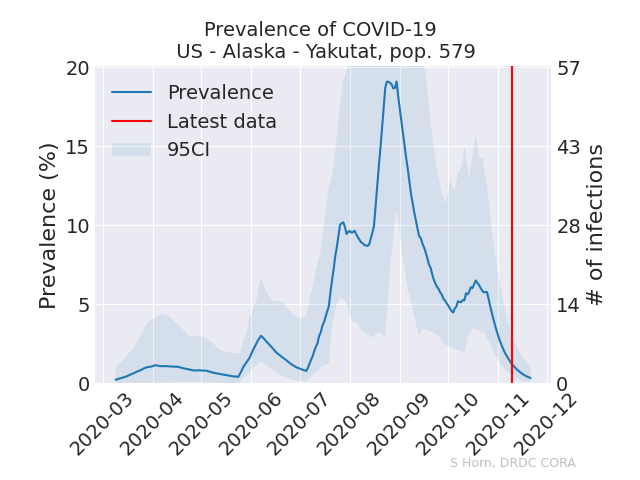 Prevalence of COVID-19
US - Alaska - Yakutat, pop. 579
Prevalence (%)
20
15
10
5
0
Prevalence
Latest data
95CI
57
43
28
14
0
# of infections
2020-03
2020-04
2020-05
2020-06
2020-07
2020-08
2020-09
2020-10
2020-11
2020-12
S Horn, DRDC CORA